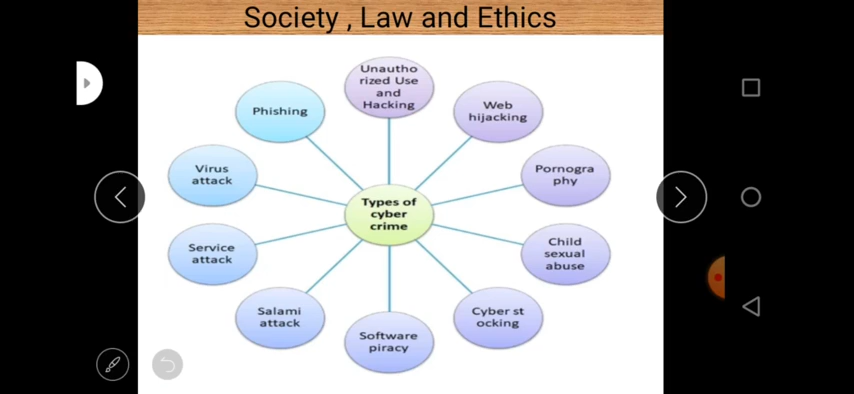 Society , Law and Ethics
Unautho
rized Use
and
Hacking
Web
hijacking
Pornogra
phy
Child
sexual
abuse
Cyber st
ocking
Software
piracy
Salami
attack
Service
attack
Virus
attack
Phishing
Types of
cyber
crime